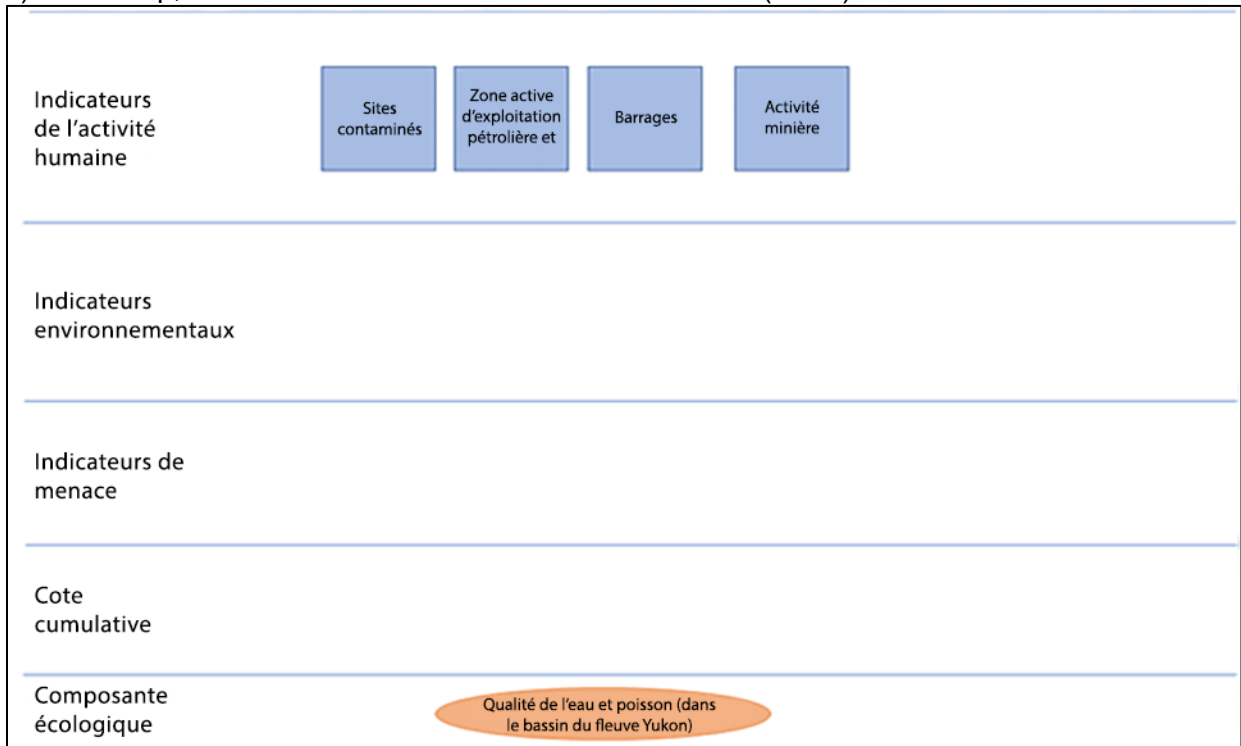 Indicateurs
de l'activité
humaine
Sites
contaminés
Zone active
d'exploitation
pétrolière et
Barrages
Activité
minière
Indicateurs
environnementaux
Indicateurs de
menace
Cote
cumulative
Composante
écologique
Qualité de l'eau et poisson (dans
le bassin du fleuve Yukon)